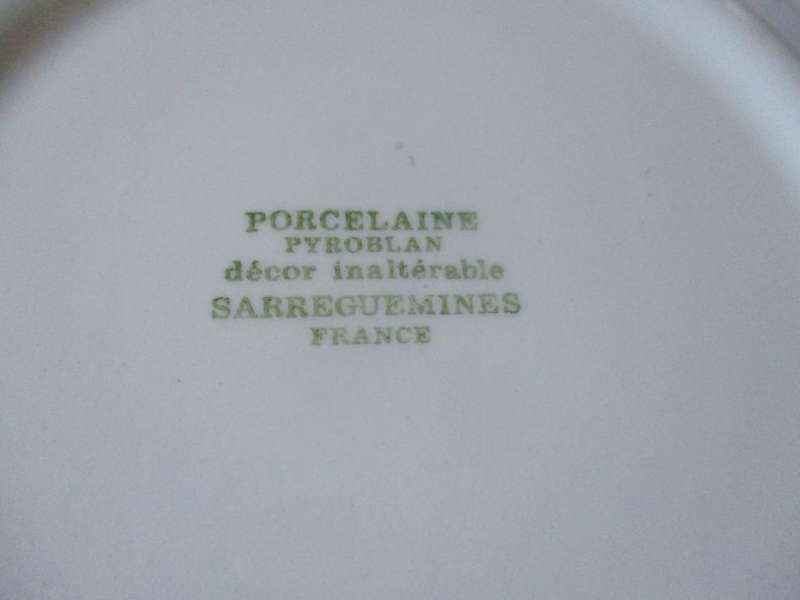 PORCELAINE
PYROBLAN
décor inaltérable
SARREGUEMINES
FRANCE